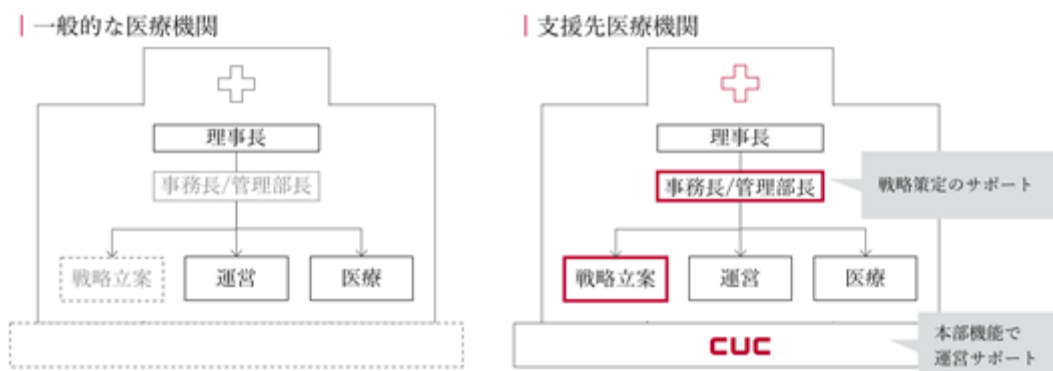 一般的な医療機関
理事長
事務長/管理部長
戦略立案
運営
医療
支援先医療機関
理事長
事務長/管理部長
戦略策定のサポート
戦略立案
運営
医療
CUC
本部機能で
運営サポート